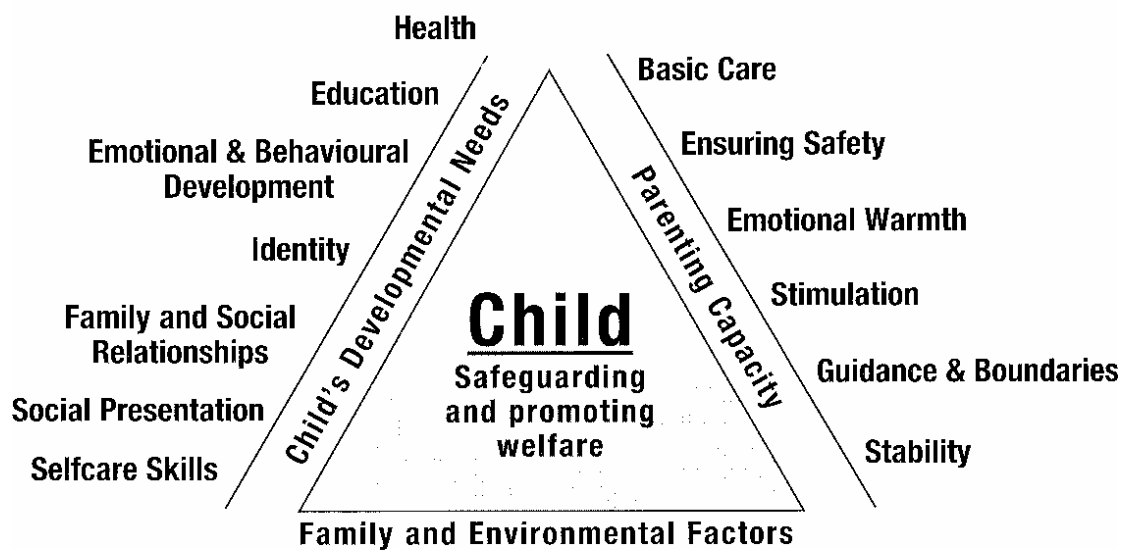 Health
Education
Emotional & Behavioural
Development
Identity
Family and Social
Relationships
Social Presentation
Selfcare Skills
Child's Developmental Needs
Child
Safeguarding
and promoting
welfare
Parenting Capacity
Basic Care
Ensuring Safety
Emotional Warmth
Stimulation
Guidance & Boundaries
Stability
Family and Environmental Factors